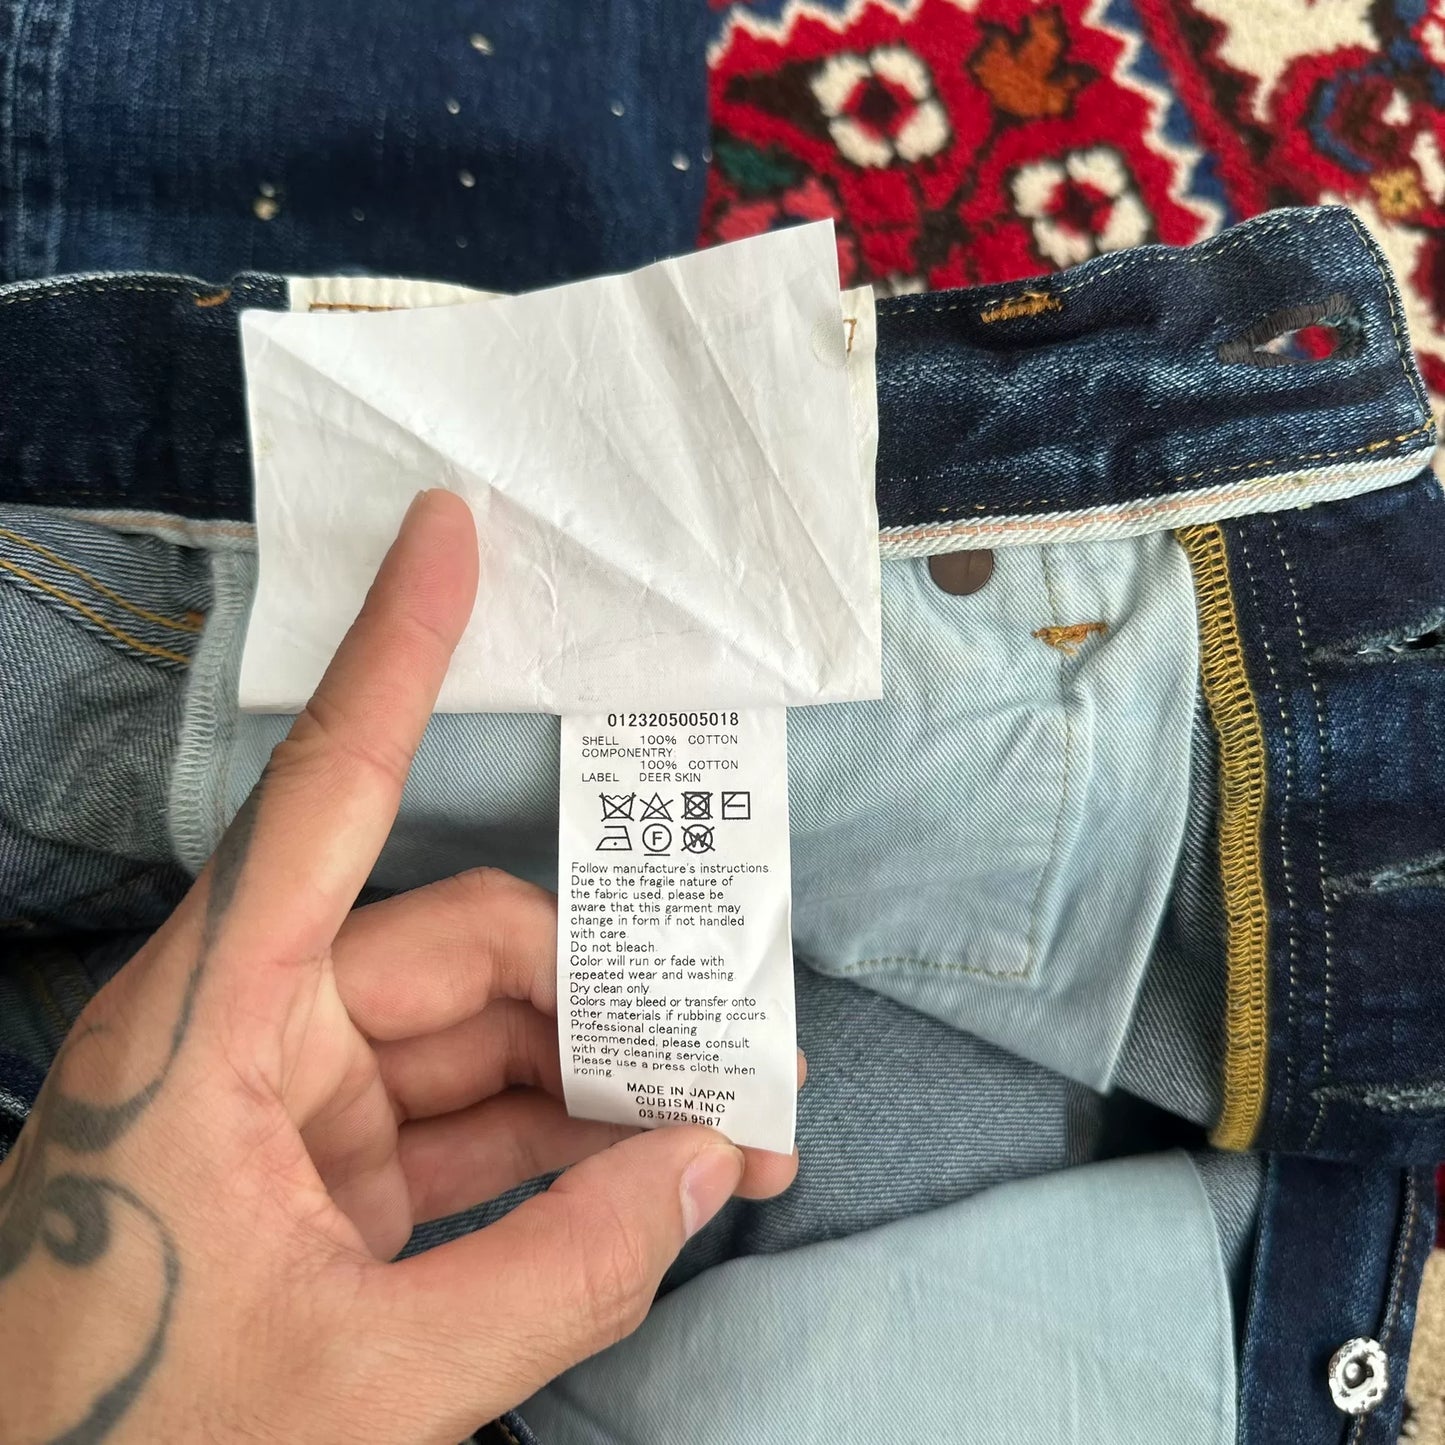 0123205005018
SHELL 100% COTTON
COMPONENTRY:
100% COTTON
LABEL DEER SKIN
F W
Follow manufacture's instructions.
Due to the fragile nature of
the fabric used, please be
aware that this garment may
change in form if not handled
with care.
Do not bleach.
Color will run or fade with
repeated wear and washing.
Dry clean only.
Colors may bleed or transfer onto
other materials if rubbing occurs.
Professional cleaning
recommended, please consult
with dry cleaning service.
Please use a press cloth when
ironing.
MADE IN JAPAN
CUBISM.INC
03.5725.9567